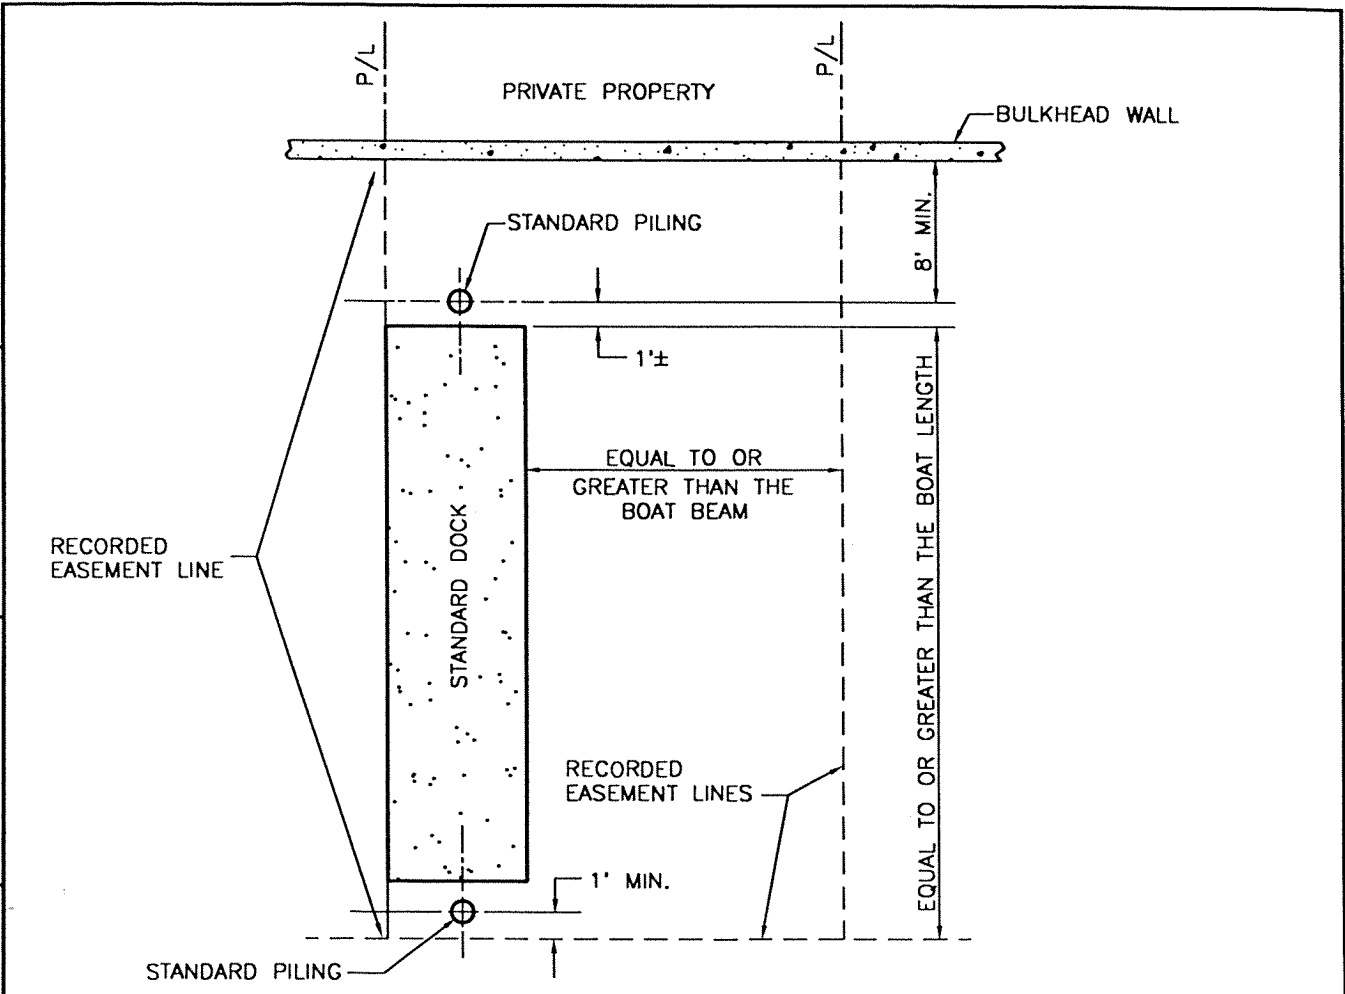 P/L
P/L
PRIVATE PROPERTY
BULKHEAD WALL
STANDARD PILING
8' MIN.
1'±
EQUAL TO OR
GREATER THAN THE
BOAT BEAM
STANDARD DOCK
EQUAL TO OR GREATER THAN THE BOAT LENGTH
RECORDED
EASEMENT LINE
RECORDED
EASEMENT LINES
1' MIN.
STANDARD PILING